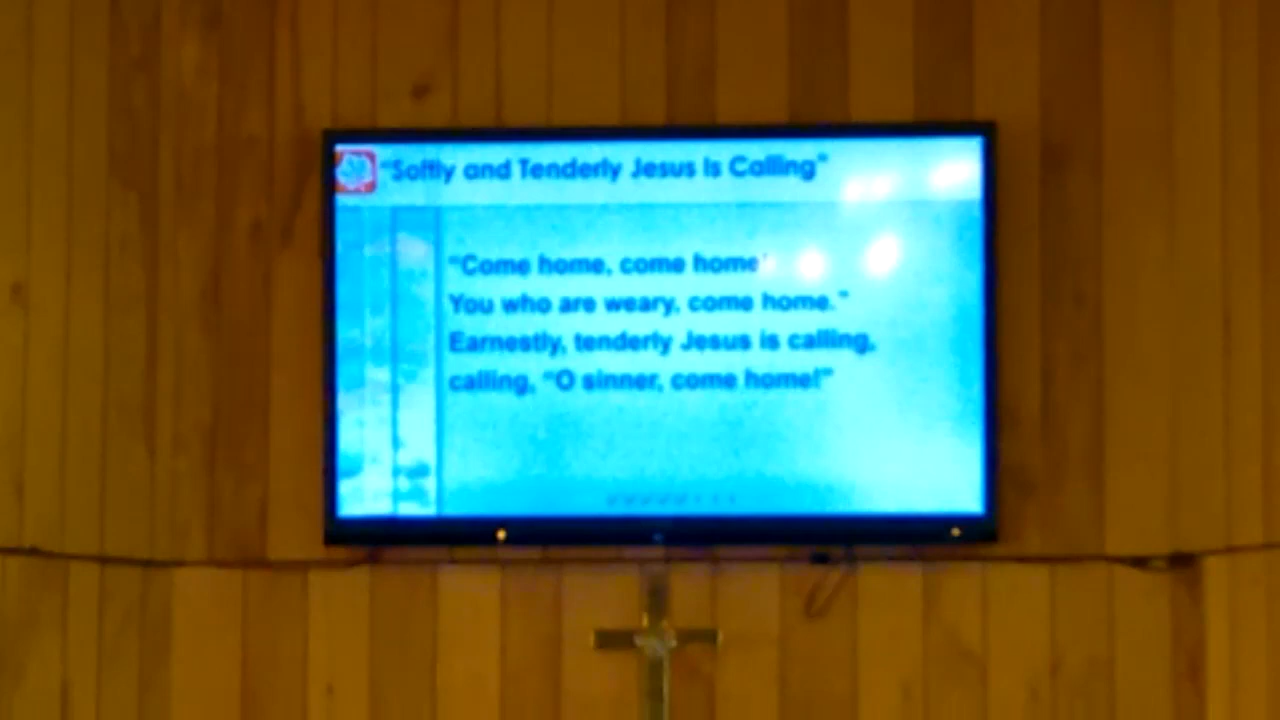 "Softly and Tenderly Jesus Is Calling"
"Come home, come home
You who are weary, come home."
Earnestly, tenderly Jesus is calling,
calling, "O sinner, come home!"